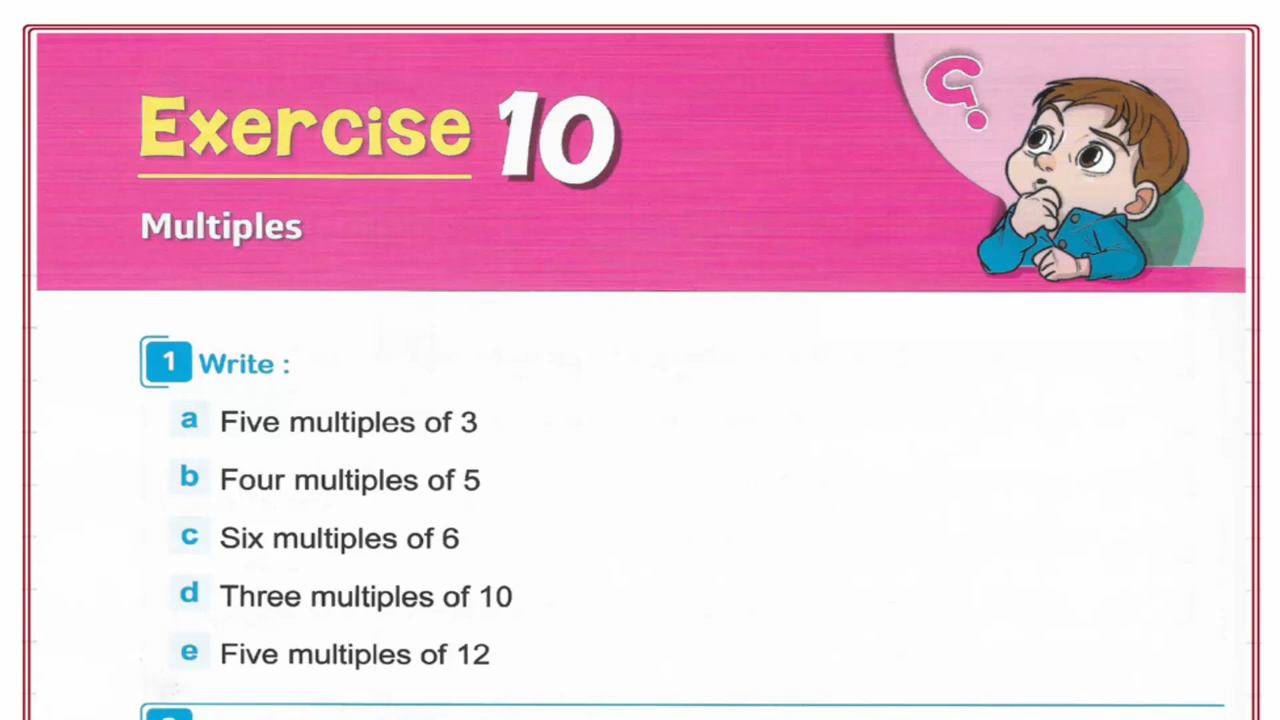 Exercise 10
Multiples
1 Write :
a Five multiples of 3
b Four multiples of 5
c Six multiples of 6
d Three multiples of 10
e Five multiples of 12